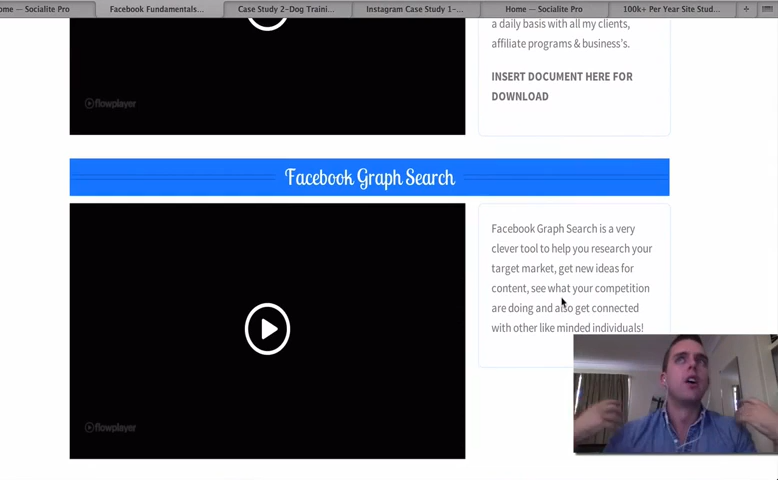 ome — Socialite Pro
Facebook Fundamentals...
Case Study 2-Dog Traini...
Instagram Case Study 1-...
Home — Socialite Pro
100k+ Per Year Site Stud...
a daily basis with all my clients,
affiliate programs & business's.
INSERT DOCUMENT HERE FOR
DOWNLOAD
flowplayer
Facebook Graph Search
Facebook Graph Search is a very
clever tool to help you research your
target market, get new ideas for
content, see what your competition
are doing and also get connected
with other like minded individuals!
flowplayer